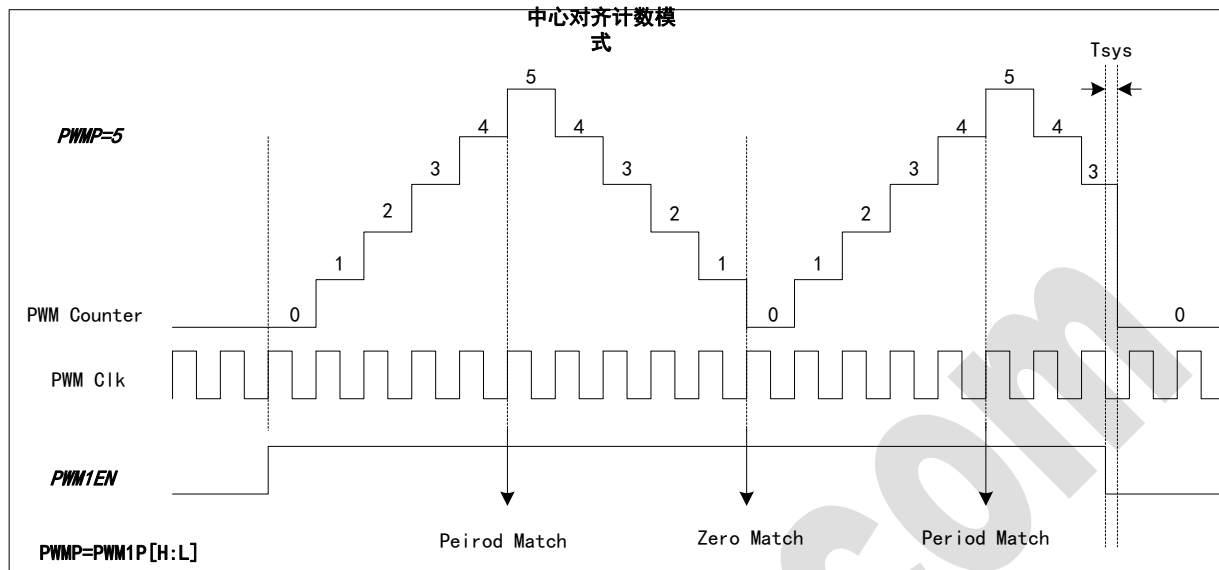 中心对齐计数模
式
Tsys
5 5
PWMP=5
4 4 4 4
3 3 3 3
2 2 2
1 1 1
PWM Counter 0 0 0
PWM Clk
PWM1EN
Peirod Match Zero Match Period Match
PWMP=PWM1P[H:L]
com